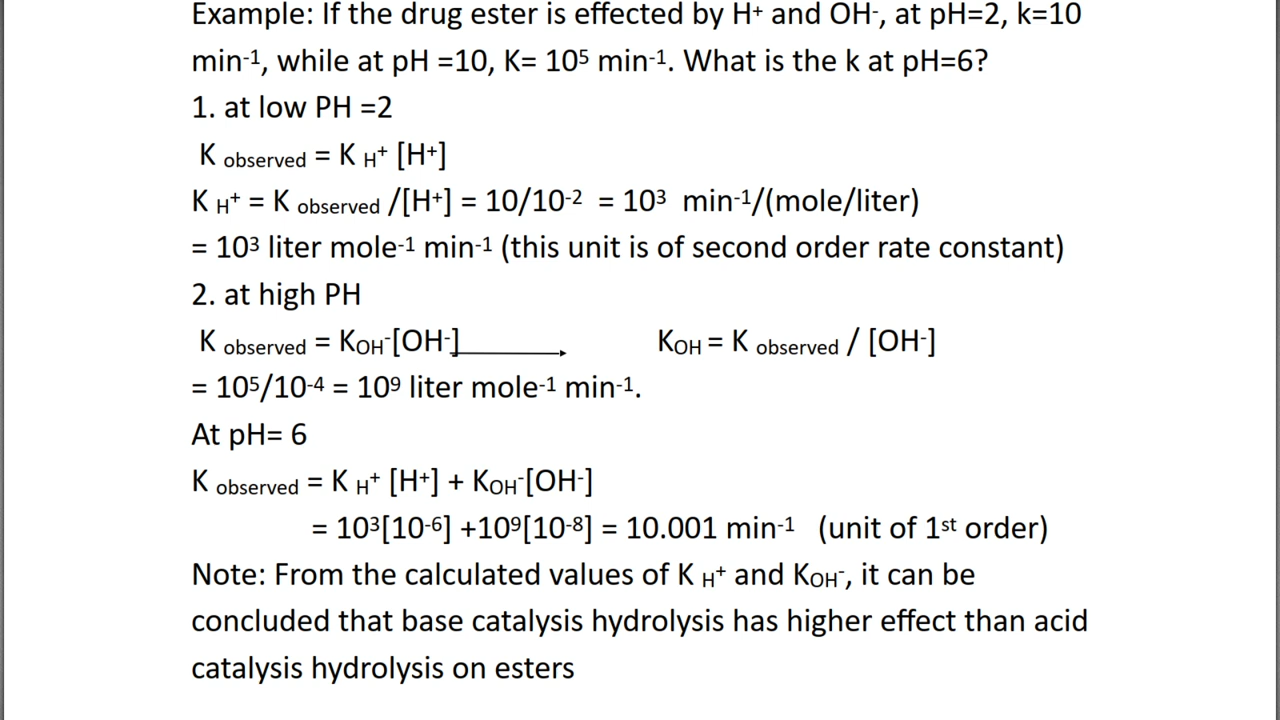 Example: If the drug ester is effected by H⁺ and OH⁻, at pH=2, k=10
min⁻¹, while at pH =10, K= 10⁵ min⁻¹. What is the k at pH=6?
1. at low PH =2
K observed = K H⁺ [H⁺]
K H⁺ = K observed /[H⁺] = 10/10⁻² = 10³ min⁻¹/(mole/liter)
= 10³ liter mole⁻¹ min⁻¹ (this unit is of second order rate constant)
2. at high PH
K observed = KOH⁻[OH⁻] → KOH = K observed / [OH⁻]
= 10⁵/10⁻⁴ = 10⁹ liter mole⁻¹ min⁻¹.
At pH= 6
K observed = K H⁺ [H⁺] + KOH⁻[OH⁻]
= 10³[10⁻⁶] +10⁹[10⁻⁸] = 10.001 min⁻¹ (unit of 1ˢᵗ order)
Note: From the calculated values of K H⁺ and KOH⁻, it can be
concluded that base catalysis hydrolysis has higher effect than acid
catalysis hydrolysis on esters